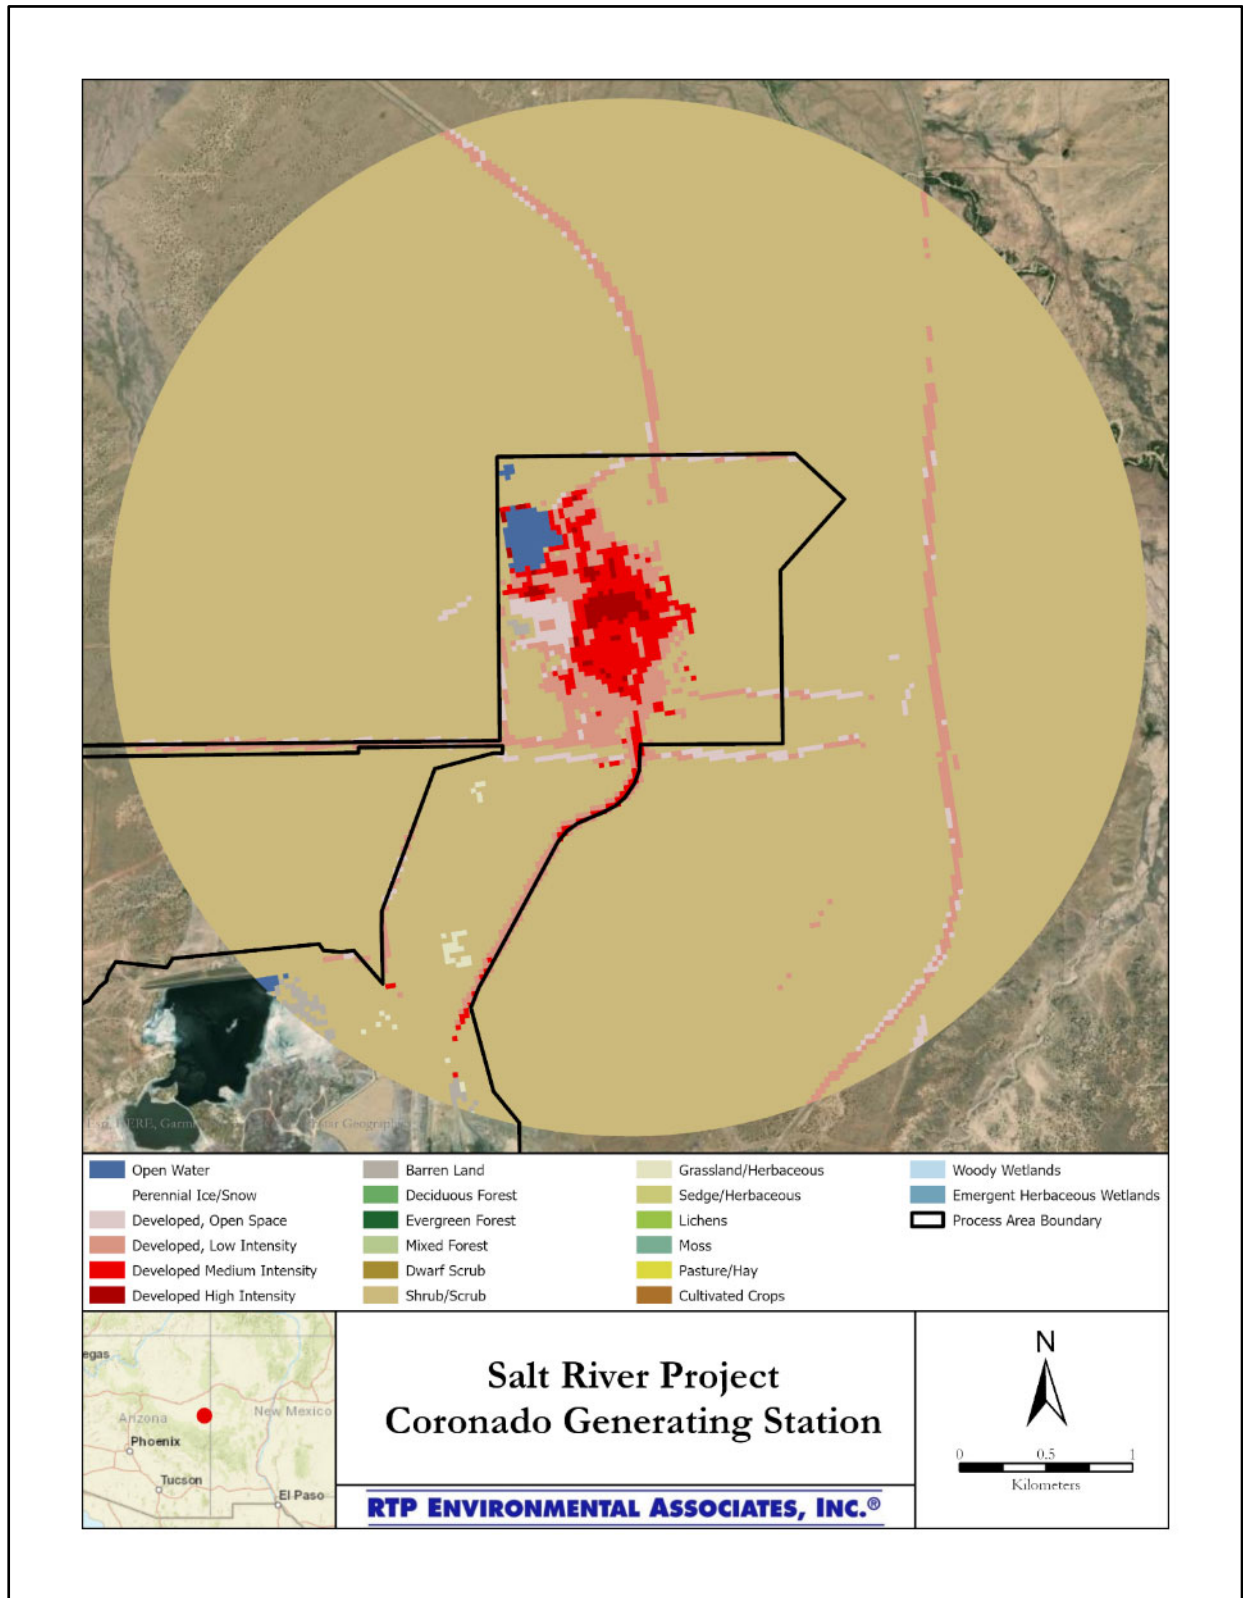 Open Water
Perennial Ice/Snow
Developed, Open Space
Developed, Low Intensity
Developed Medium Intensity
Developed High Intensity
Barren Land
Deciduous Forest
Evergreen Forest
Mixed Forest
Dwarf Scrub
Shrub/Scrub
Grassland/Herbaceous
Sedge/Herbaceous
Lichens
Moss
Pasture/Hay
Cultivated Crops
Woody Wetlands
Emergent Herbaceous Wetlands
Process Area Boundary
egas
Arizona
New Mexico
Phoenix
Tucson
El Paso
Salt River Project
Coronado Generating Station
RTP ENVIRONMENTAL ASSOCIATES, INC.®
N
0 0.5 1
Kilometers